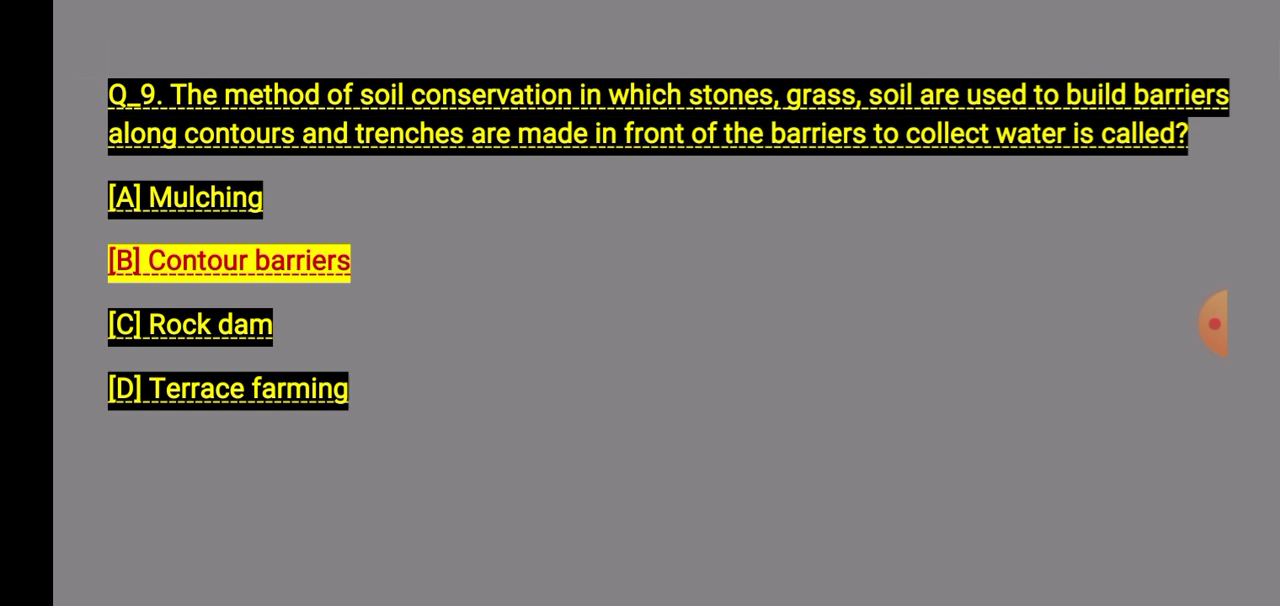 Q_9. The method of soil conservation in which stones, grass, soil are used to build barriers
along contours and trenches are made in front of the barriers to collect water is called?
[A] Mulching
[B] Contour barriers
[C] Rock dam
[D] Terrace farming